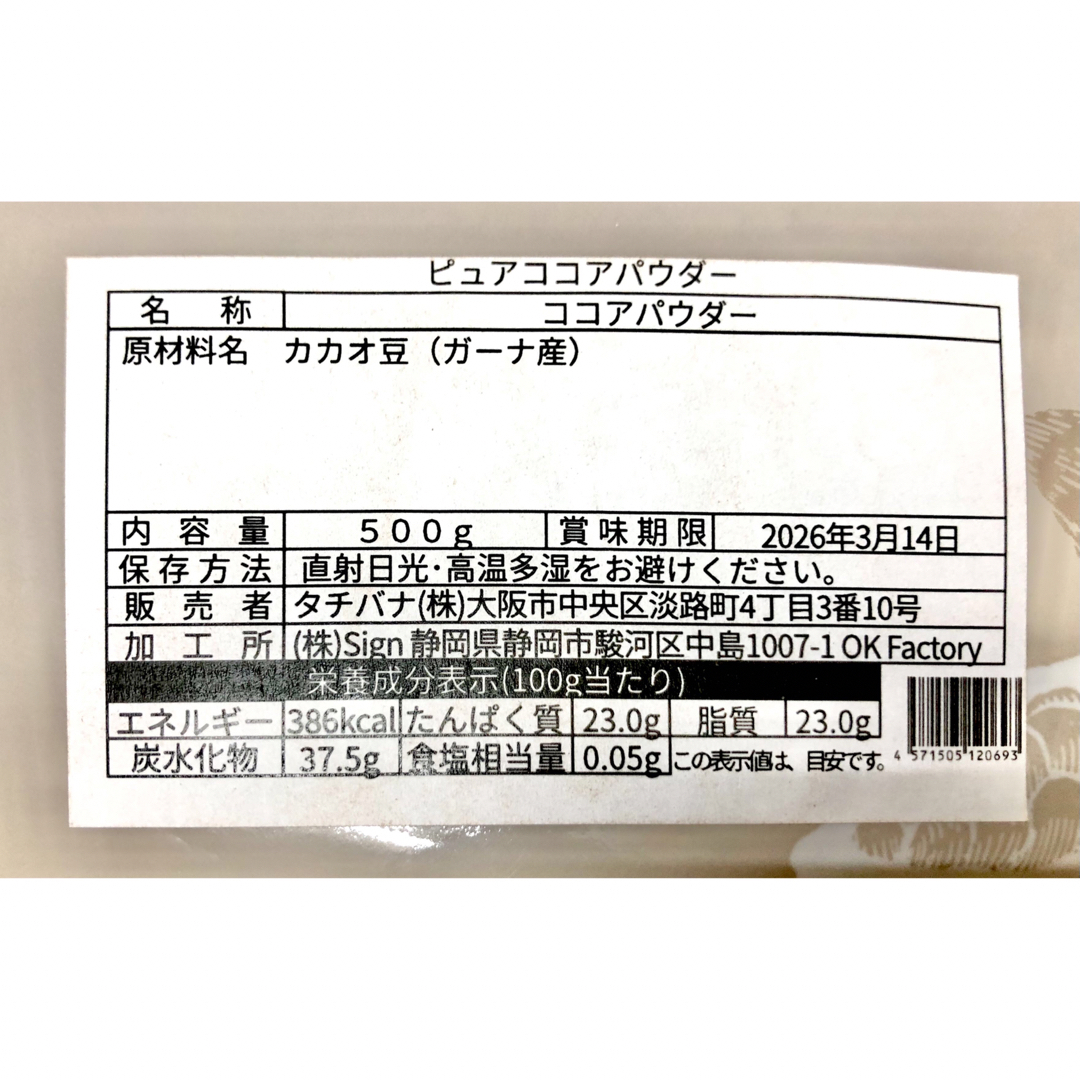 ピュアココアパウダー
名称 ココアパウダー
原材料名 カカオ豆（ガーナ産）
内容量 ５００ｇ 賞味期限 2026年3月14日
保存方法 直射日光・高温多湿をお避けください。
販売者 タチバナ(株)大阪市中央区淡路町4丁目3番10号
加工所 (株)Sign 静岡県静岡市駿河区中島1007-1 OK Factory
栄養成分表示(100g当たり)
エネルギー 386kcal たんぱく質 23.0g 脂質 23.0g
炭水化物 37.5g 食塩相当量 0.05g この表示値は、目安です。
4 571505 120693